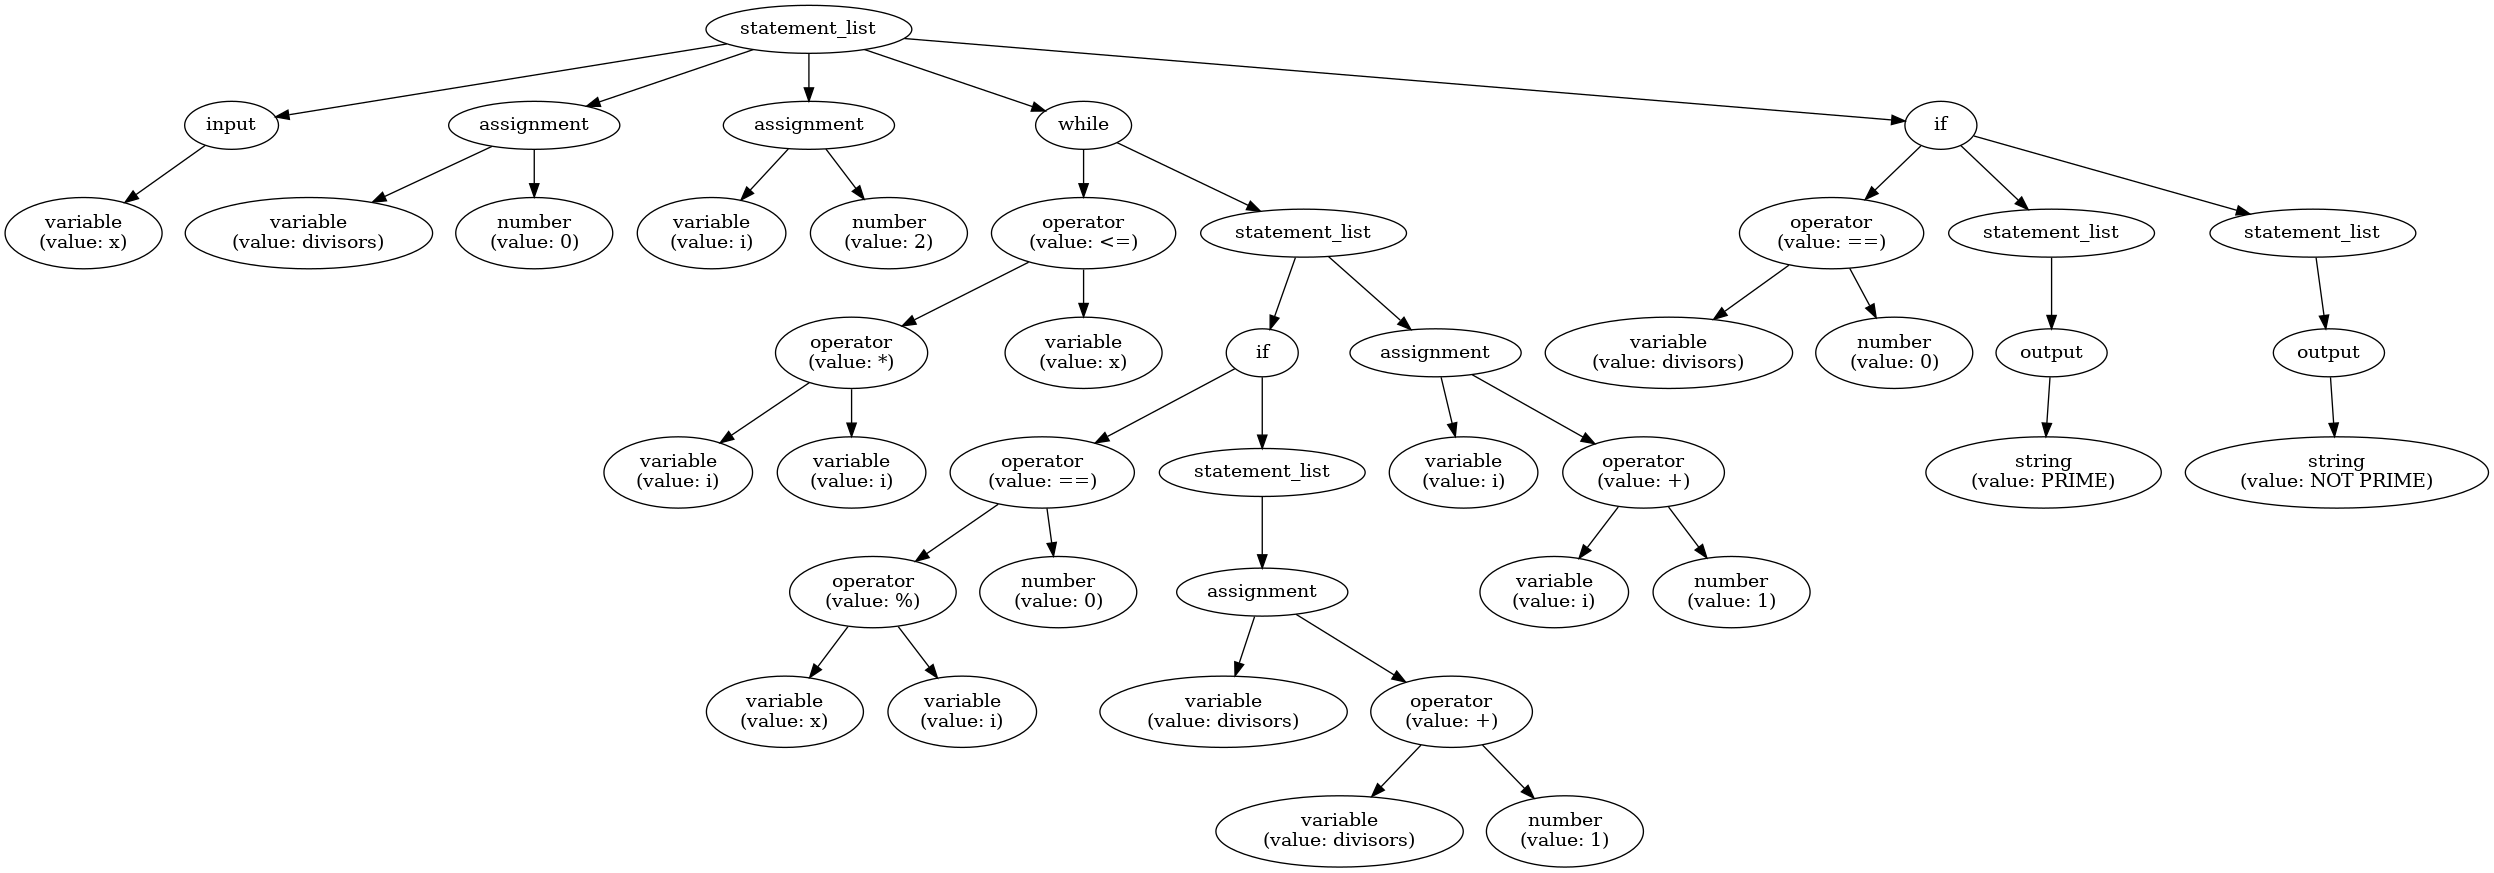 statement_list
input
assignment
assignment
while
if
variable
(value: x)
variable
(value: divisors)
number
(value: 0)
variable
(value: i)
number
(value: 2)
operator
(value: <=)
statement_list
operator
(value: ==)
statement_list
statement_list
operator
(value: *)
variable
(value: x)
if
assignment
variable
(value: divisors)
number
(value: 0)
output
output
variable
(value: i)
variable
(value: i)
operator
(value: ==)
statement_list
variable
(value: i)
operator
(value: +)
string
(value: PRIME)
string
(value: NOT PRIME)
operator
(value: %)
number
(value: 0)
assignment
variable
(value: i)
number
(value: 1)
variable
(value: x)
variable
(value: i)
variable
(value: divisors)
operator
(value: +)
variable
(value: divisors)
number
(value: 1)